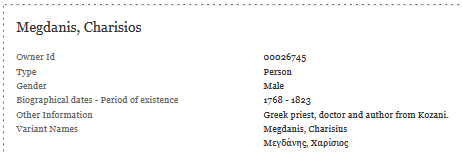 Megdanis, Charisios
Owner Id 00026745
Type Person
Gender Male
Biographical dates - Period of existence 1768 - 1823
Other Information Greek priest, doctor and author from Kozani.
Variant Names Megdanis, Charisius
Μεγδάνης, Χαρίσιος